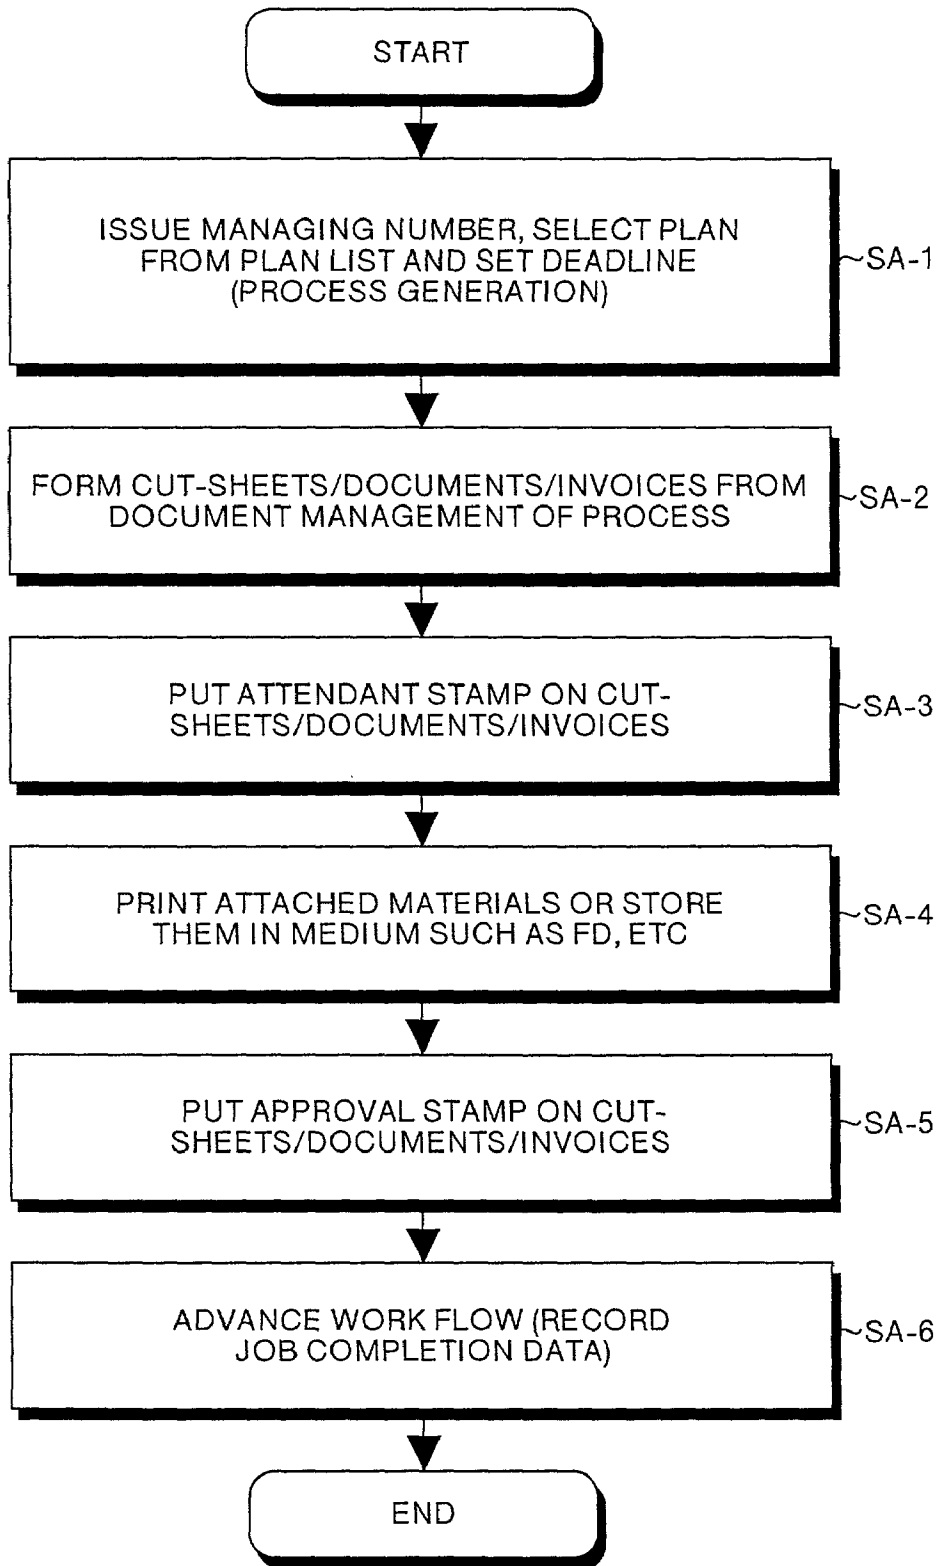 START
ISSUE MANAGING NUMBER, SELECT PLAN
FROM PLAN LIST AND SET DEADLINE
(PROCESS GENERATION)
SA-1
FORM CUT-SHEETS/DOCUMENTS/INVOICES FROM
DOCUMENT MANAGEMENT OF PROCESS
SA-2
PUT ATTENDANT STAMP ON CUT-
SHEETS/DOCUMENTS/INVOICES
SA-3
PRINT ATTACHED MATERIALS OR STORE
THEM IN MEDIUM SUCH AS FD, ETC
SA-4
PUT APPROVAL STAMP ON CUT-
SHEETS/DOCUMENTS/INVOICES
SA-5
ADVANCE WORK FLOW (RECORD
JOB COMPLETION DATA)
SA-6
END